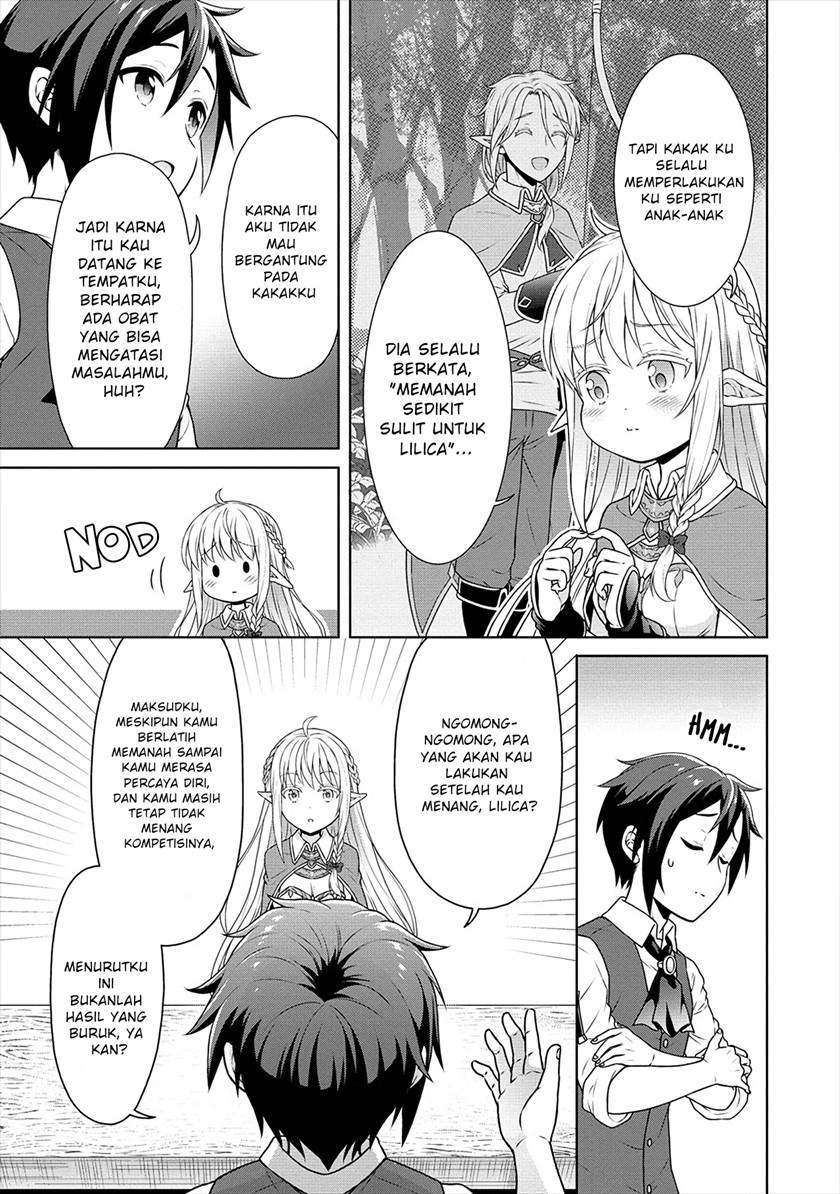 TAPI KAKAK KU
SELALU
MEMPERLAKUKAN
KU SEPERTI
ANAK-ANAK
DIA SELALU
BERKATA,
"MEMANAH
SEDIKIT
SULIT UNTUK
LILICA"...
KARNA ITU
AKU TIDAK
MAU
BERGANTUNG
PADA
KAKAKKU
JADI KARNA
ITU KAU
DATANG KE
TEMPATKU,
BERHARAP
ADA OBAT
YANG BISA
MENGATASI
MASALAHMU,
HUH?
NOD
HMM...
NGOMONG-
NGOMONG, APA
YANG AKAN KAU
LAKUKAN
SETELAH KAU
MENANG, LILICA?
MAKSUDKU,
MESKIPUN KAMU
BERLATIH
MEMANAH SAMPAI
KAMU MERASA
PERCAYA DIRI,
DAN KAMU MASIH
TETAP TIDAK
MENANG
KOMPETISINYA,
MENURUTKU
INI
BUKANLAH
HASIL YANG
BURUK, YA
KAN?